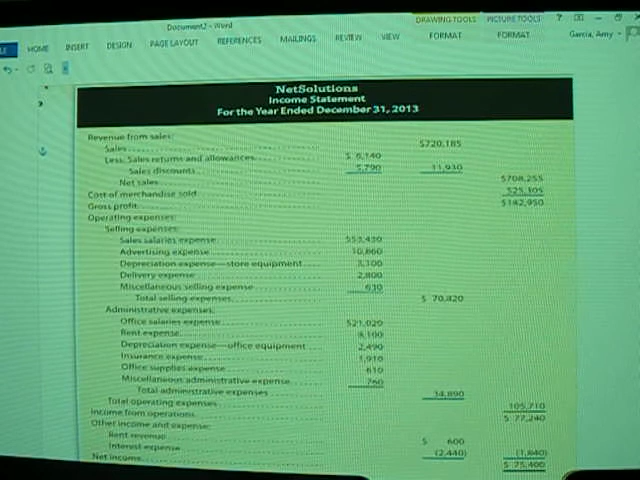 Document2 - Word
DRAWING TOOLS PICTURE TOOLS ?
HOME INSERT DESIGN PAGE LAYOUT REFERENCES MAILINGS REVIEW VIEW FORMAT FORMAT Garcia, Amy
NetSolutions
Income Statement
For the Year Ended December 31, 2013
Revenue from sales:
Sales $720,185
Less: Sales returns and allowances $ 6,140
Sales discounts 5,790 11,930
Net sales $708,255
Cost of merchandise sold 525,305
Gross profit $182,950
Operating expenses:
Selling expenses:
Sales salaries expense $53,430
Advertising expense 10,860
Depreciation expense—store equipment 3,100
Delivery expense 2,800
Miscellaneous selling expense 630
Total selling expenses $ 70,820
Administrative expenses:
Office salaries expense $21,020
Rent expense 8,100
Depreciation expense—office equipment 2,490
Insurance expense 1,910
Office supplies expense 610
Miscellaneous administrative expense 760
Total administrative expenses 34,890
Total operating expenses 105,710
Income from operations $ 77,240
Other income and expense:
Rent revenue $ 600
Interest expense (2,440) (1,840)
Net income $ 75,400